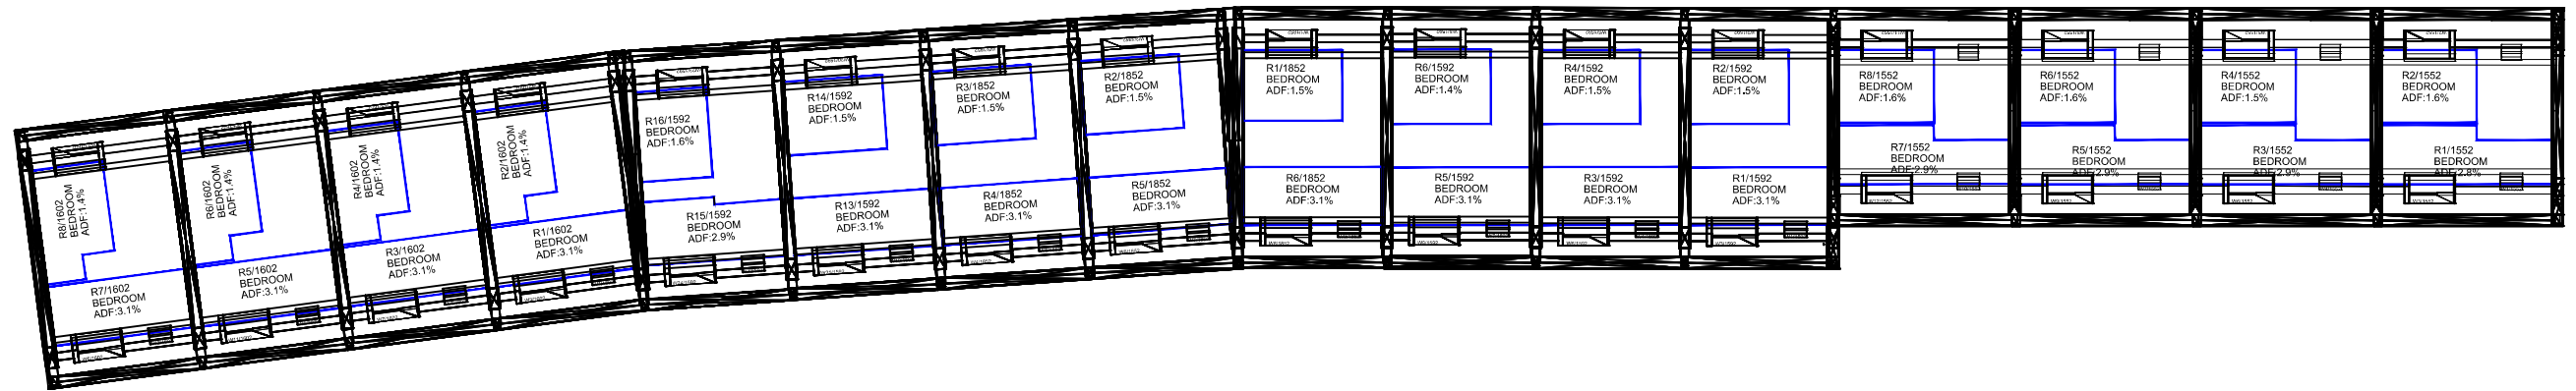 R8/1602
BEDROOM
ADF:1.4%
R6/1602
BEDROOM
ADF:1.4%
R4/1602
BEDROOM
ADF:1.4%
R2/1602
BEDROOM
ADF:1.4%
R16/1592
BEDROOM
ADF:1.6%
R14/1592
BEDROOM
ADF:1.5%
R3/1852
BEDROOM
ADF:1.5%
R2/1852
BEDROOM
ADF:1.5%
R1/1852
BEDROOM
ADF:1.5%
R6/1592
BEDROOM
ADF:1.4%
R4/1592
BEDROOM
ADF:1.5%
R2/1592
BEDROOM
ADF:1.5%
R8/1552
BEDROOM
ADF:1.6%
R6/1552
BEDROOM
ADF:1.6%
R4/1552
BEDROOM
ADF:1.5%
R2/1552
BEDROOM
ADF:1.6%
R7/1602
BEDROOM
ADF:3.1%
R5/1602
BEDROOM
ADF:3.1%
R3/1602
BEDROOM
ADF:3.1%
R1/1602
BEDROOM
ADF:3.1%
R15/1592
BEDROOM
ADF:2.9%
R13/1592
BEDROOM
ADF:3.1%
R4/1852
BEDROOM
ADF:3.1%
R5/1852
BEDROOM
ADF:3.1%
R6/1852
BEDROOM
ADF:3.1%
R5/1592
BEDROOM
ADF:3.1%
R3/1592
BEDROOM
ADF:3.1%
R1/1592
BEDROOM
ADF:3.1%
R7/1552
BEDROOM
ADF:2.9%
R5/1552
BEDROOM
ADF:2.9%
R3/1552
BEDROOM
ADF:2.9%
R1/1552
BEDROOM
ADF:2.8%